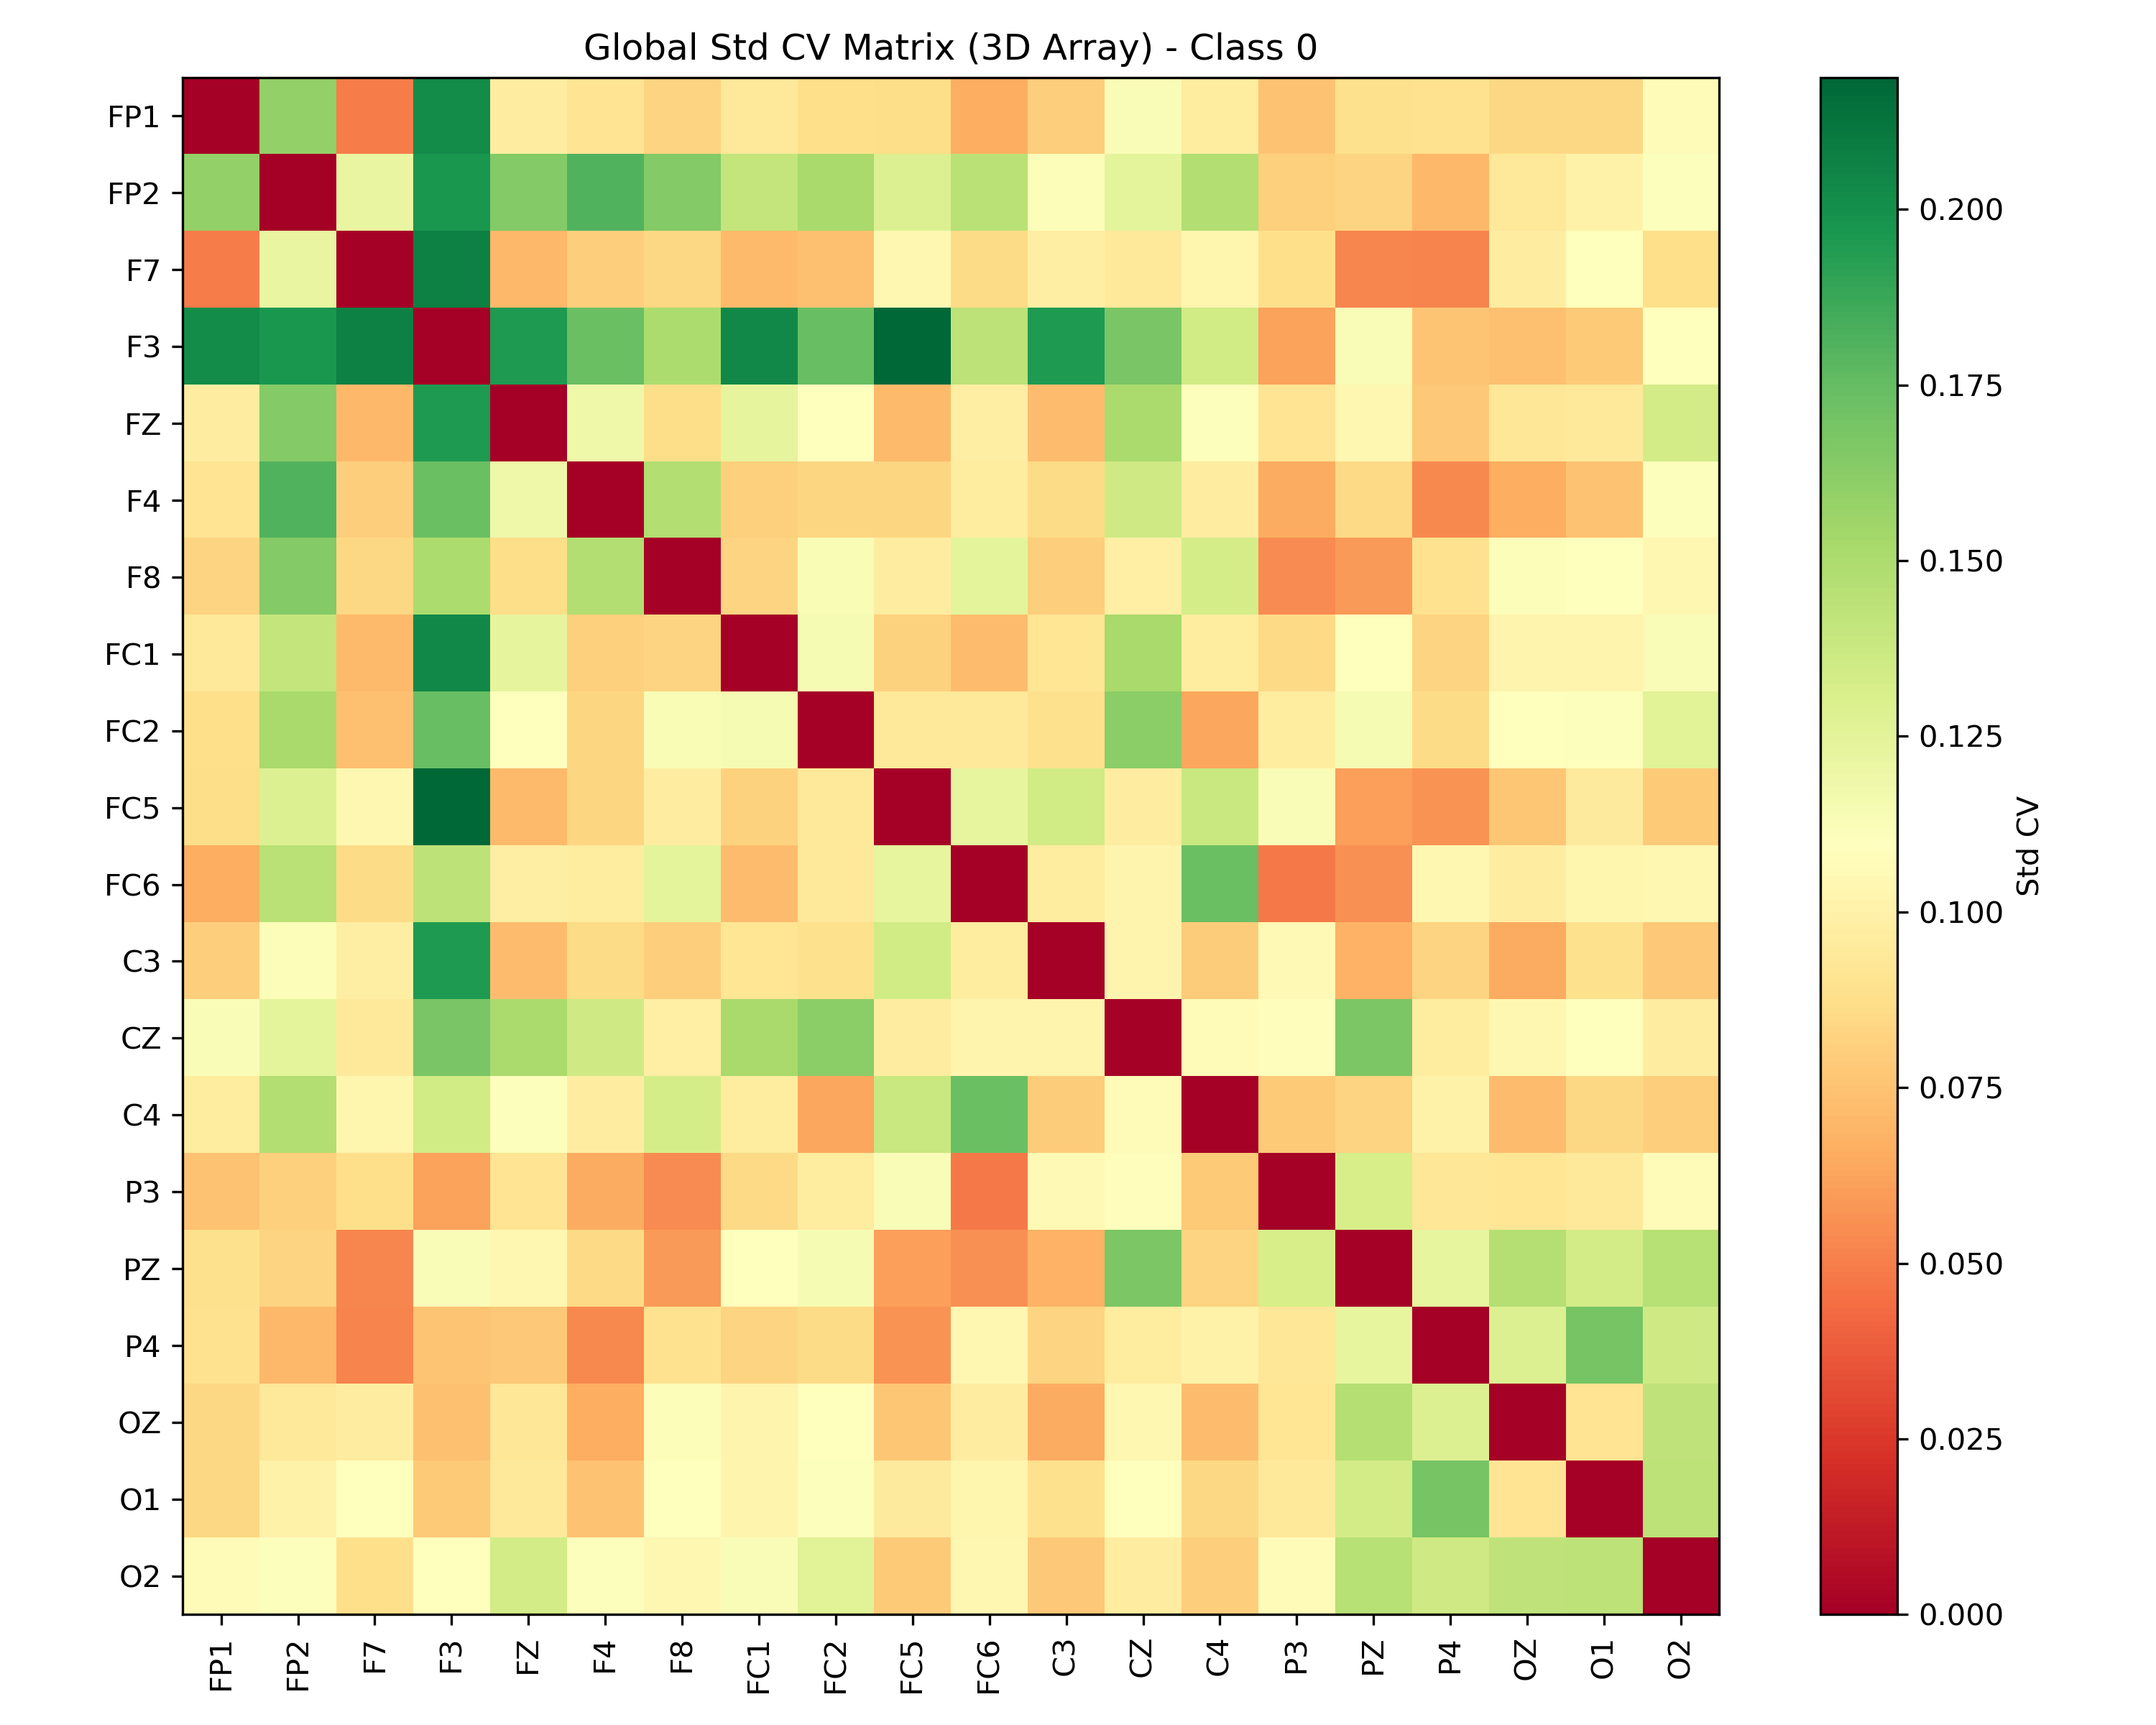 Global Std CV Matrix (3D Array) - Class 0
FP1
FP2
F7
F3
FZ
F4
F8
FC1
FC2
FC5
FC6
C3
CZ
C4
P3
PZ
P4
OZ
O1
O2
FP1 FP2 F7 F3 FZ F4 F8 FC1 FC2 FC5 FC6 C3 CZ C4 P3 PZ P4 OZ O1 O2
0.200
0.175
0.150
0.125
0.100
0.075
0.050
0.025
0.000
Std CV